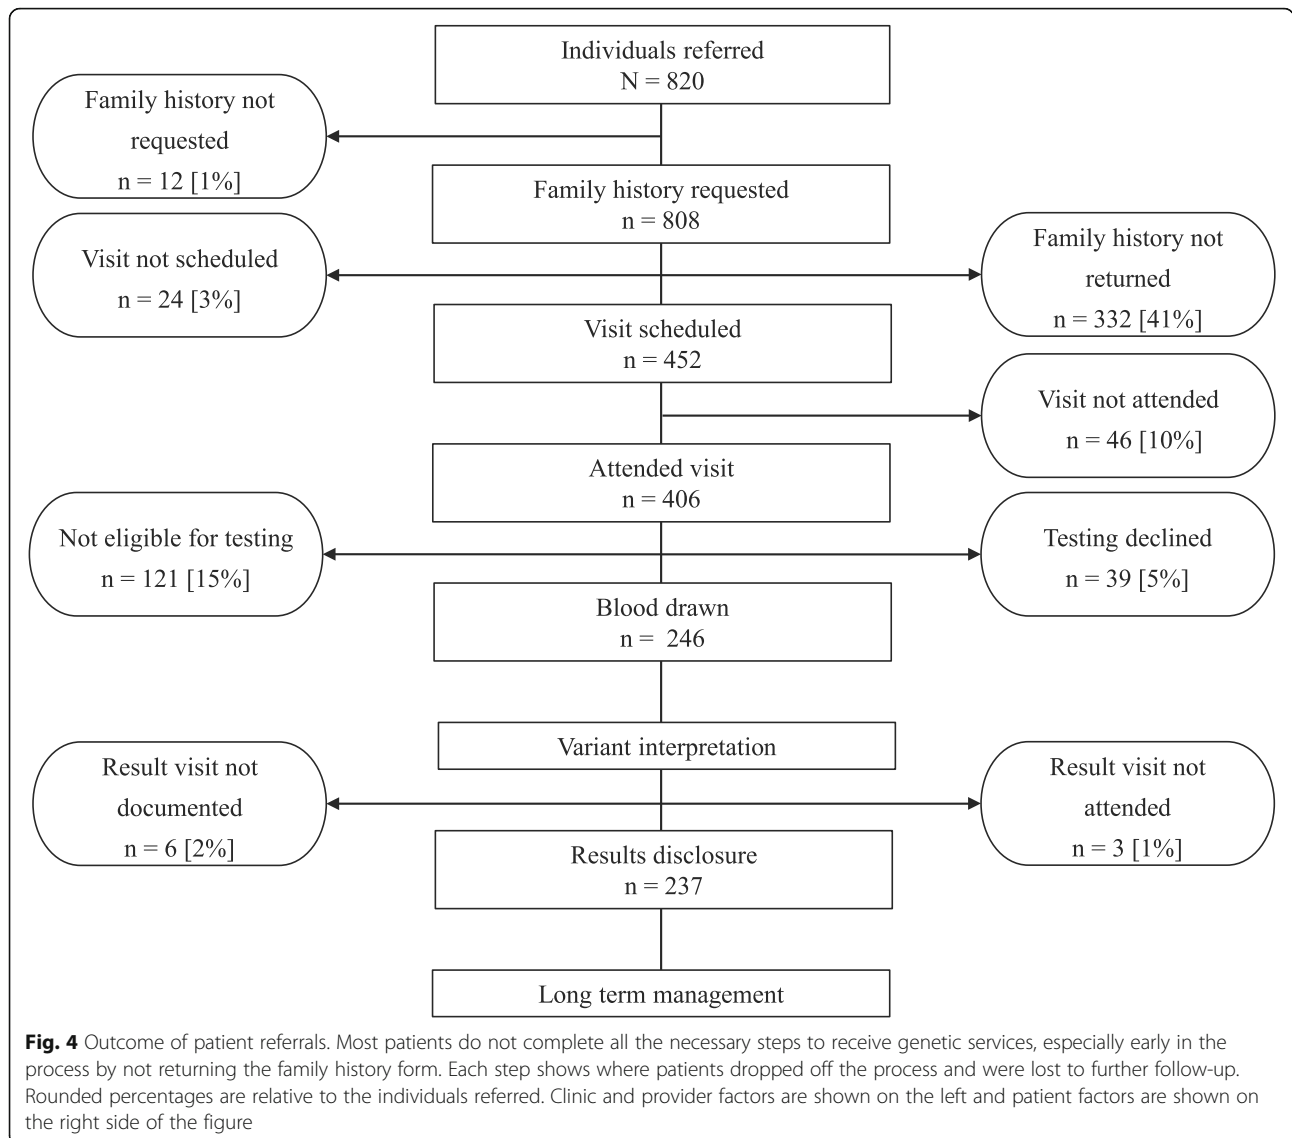 Individuals referred
N = 820
Family history not
requested
n = 12 [1%]
Family history requested
n = 808
Visit not scheduled
n = 24 [3%]
Family history not
returned
n = 332 [41%]
Visit scheduled
n = 452
Visit not attended
n = 46 [10%]
Attended visit
n = 406
Not eligible for testing
n = 121 [15%]
Testing declined
n = 39 [5%]
Blood drawn
n = 246
Variant interpretation
Result visit not
documented
n = 6 [2%]
Result visit not
attended
n = 3 [1%]
Results disclosure
n = 237
Long term management
Fig. 4 Outcome of patient referrals. Most patients do not complete all the necessary steps to receive genetic services, especially early in the
process by not returning the family history form. Each step shows where patients dropped off the process and were lost to further follow-up.
Rounded percentages are relative to the individuals referred. Clinic and provider factors are shown on the left and patient factors are shown on
the right side of the figure